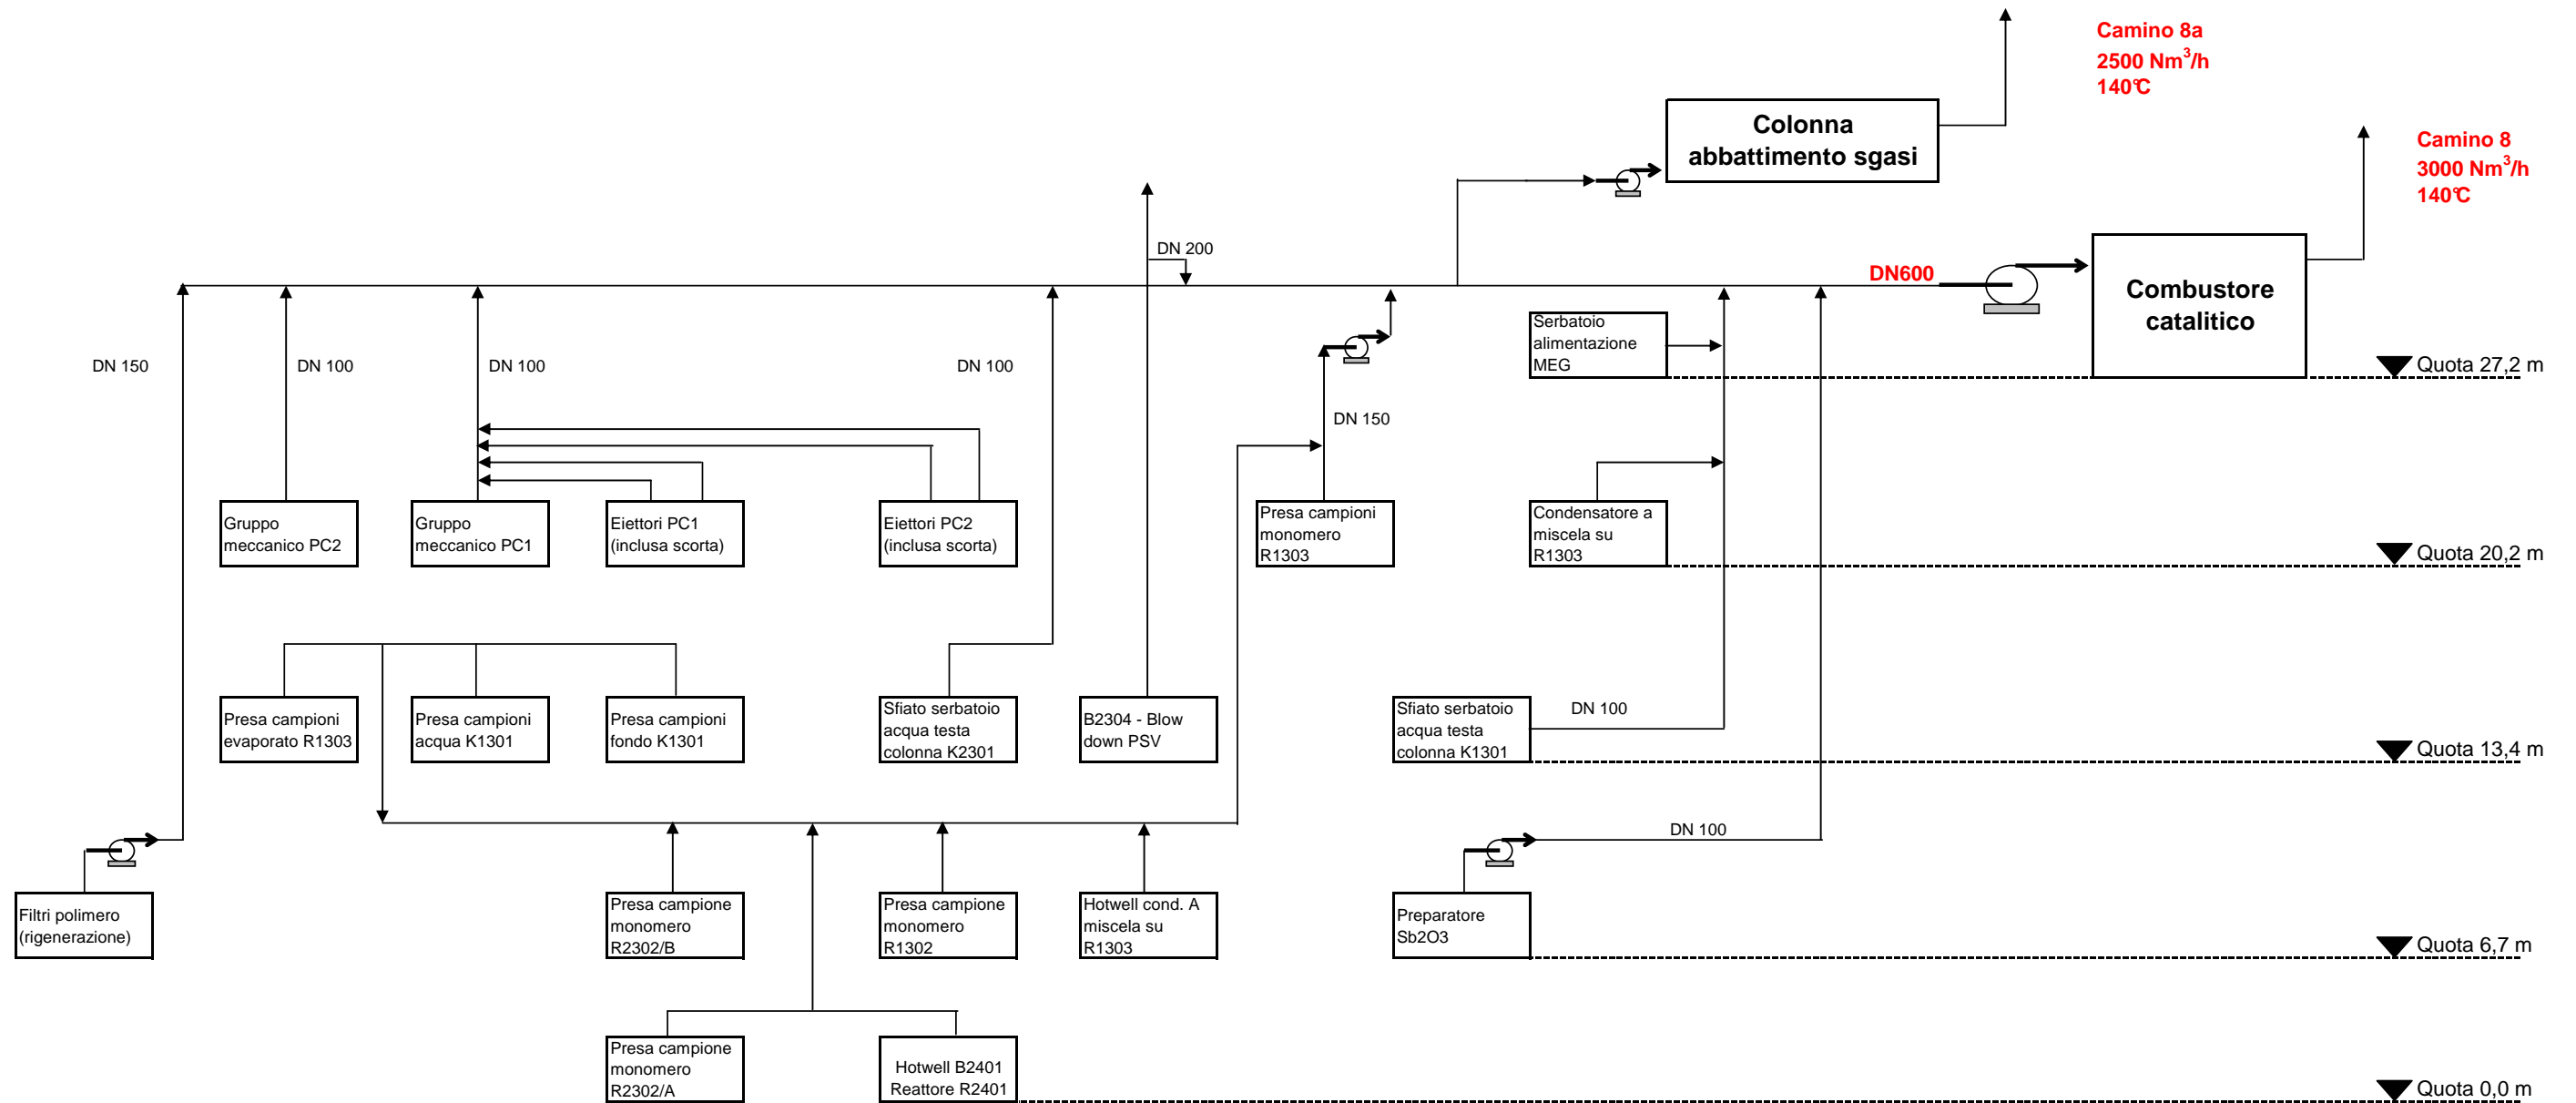 Camino 8a
2500 Nm³/h
140°C
Colonna
abbattimento sgasi
Camino 8
3000 Nm³/h
140°C
DN 200
DN600
Combustore
catalitico
Serbatoio
alimentazione
MEG
DN 150
DN 100
DN 100
DN 100
Quota 27,2 m
DN 150
Gruppo
meccanico PC2
Gruppo
meccanico PC1
Eiettori PC1
(inclusa scorta)
Eiettori PC2
(inclusa scorta)
Presa campioni
monomero
R1303
Condensatore a
miscela su
R1303
Quota 20,2 m
Presa campioni
evaporato R1303
Presa campioni
acqua K1301
Presa campioni
fondo K1301
Sfiato serbatoio
acqua testa
colonna K2301
B2304 - Blow
down PSV
Sfiato serbatoio
acqua testa
colonna K1301
DN 100
Quota 13,4 m
DN 100
Filtri polimero
(rigenerazione)
Presa campione
monomero
R2302/B
Presa campione
monomero
R1302
Hotwell cond. A
miscela su
R1303
Preparatore
Sb2O3
Quota 6,7 m
Presa campione
monomero
R2302/A
Hotwell B2401
Reattore R2401
Quota 0,0 m